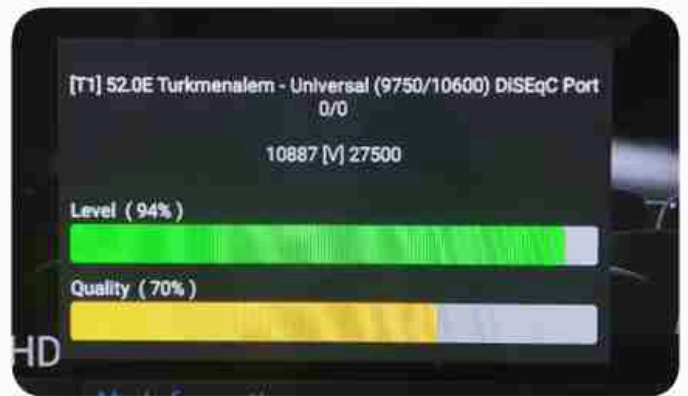 [T1] 52.0E Turkmenalem - Universal (9750/10600) DiSEqC Port
0/0
10887 [V] 27500
Level ( 94% )
Quality ( 70% )
HD